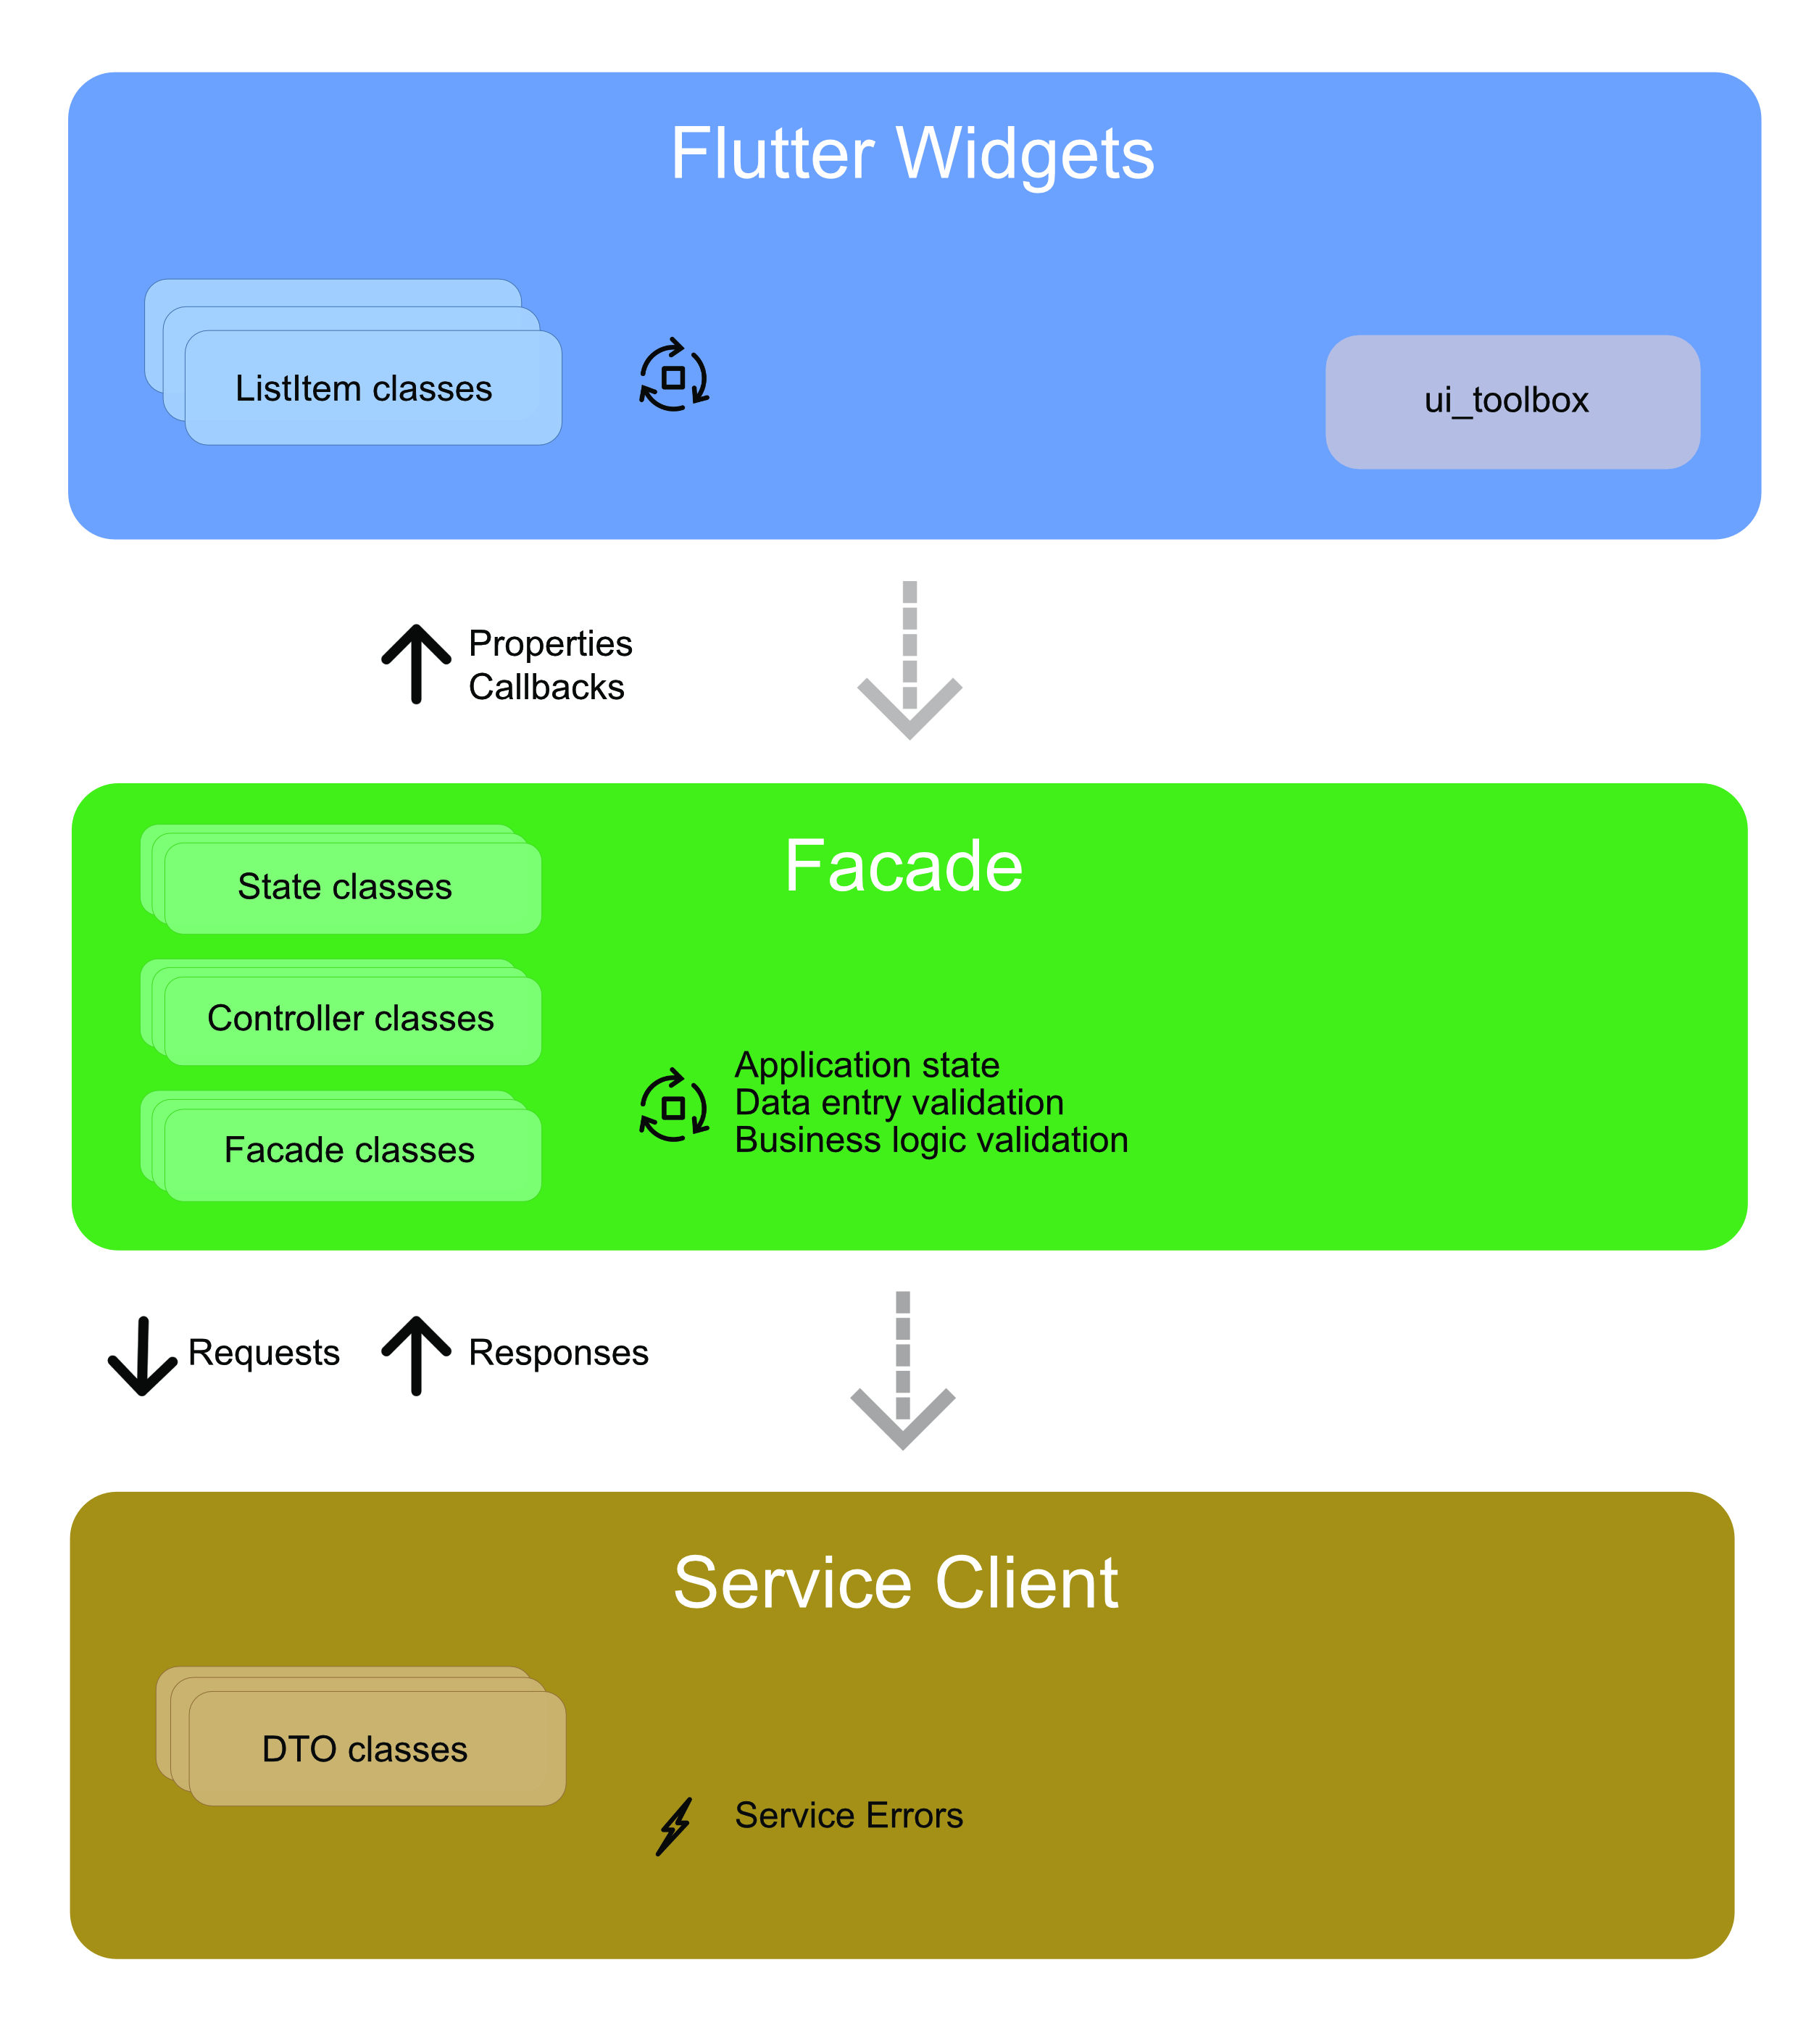 Flutter Widgets
ListItem classes
ui_toolbox
Properties
Callbacks
Facade
State classes
Controller classes
Facade classes
Application state
Data entry validation
Business logic validation
Requests
Responses
Service Client
DTO classes
Service Errors